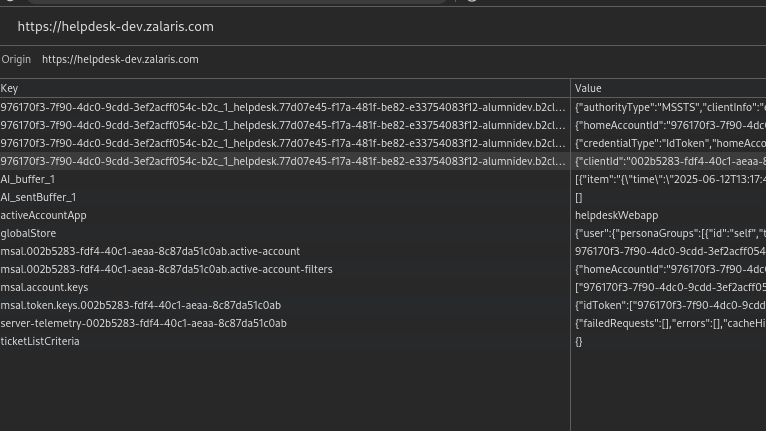 https://helpdesk-dev.zalaris.com
Origin https://helpdesk-dev.zalaris.com
Key Value
976170f3-7f90-4dc0-9cdd-3ef2acff054c-b2c_1_helpdesk.77d07e45-f17a-481f-be82-e33754083f12-alumnidev.b2cl... {"authorityType":"MSSTS","clientInfo":"e
976170f3-7f90-4dc0-9cdd-3ef2acff054c-b2c_1_helpdesk.77d07e45-f17a-481f-be82-e33754083f12-alumnidev.b2cl... {"homeAccountId":"976170f3-7f90-4dc
976170f3-7f90-4dc0-9cdd-3ef2acff054c-b2c_1_helpdesk.77d07e45-f17a-481f-be82-e33754083f12-alumnidev.b2cl... {"credentialType":"IdToken","homeAcco
976170f3-7f90-4dc0-9cdd-3ef2acff054c-b2c_1_helpdesk.77d07e45-f17a-481f-be82-e33754083f12-alumnidev.b2cl... {"clientId":"002b5283-fdf4-40c1-aeaa-8
AI_buffer_1 [{"item":"{\"time\":\"2025-06-12T13:17:4
AI_sentBuffer_1 []
activeAccountApp helpdeskWebapp
globalStore {"user":{"personaGroups":[{"id":"self","t
msal.002b5283-fdf4-40c1-aeaa-8c87da51c0ab.active-account 976170f3-7f90-4dc0-9cdd-3ef2acff054
msal.002b5283-fdf4-40c1-aeaa-8c87da51c0ab.active-account-filters {"homeAccountId":"976170f3-7f90-4dc
msal.account.keys ["976170f3-7f90-4dc0-9cdd-3ef2acff05
msal.token.keys.002b5283-fdf4-40c1-aeaa-8c87da51c0ab {"idToken":["976170f3-7f90-4dc0-9cdd
server-telemetry-002b5283-fdf4-40c1-aeaa-8c87da51c0ab {"failedRequests":[],"errors":[],"cacheHi
ticketListCriteria {}